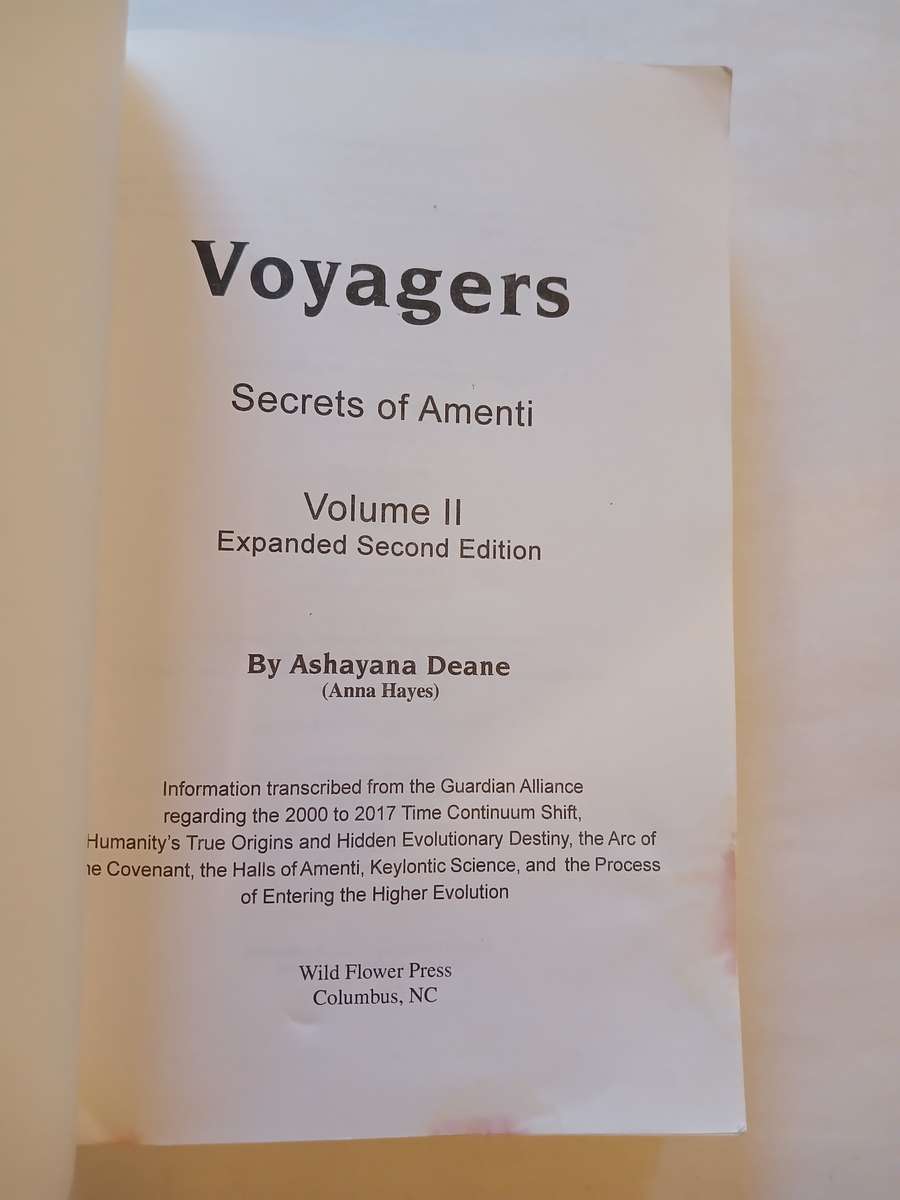 Voyagers
Secrets of Amenti
Volume II
Expanded Second Edition
By Ashayana Deane
(Anna Hayes)
Information transcribed from the Guardian Alliance
regarding the 2000 to 2017 Time Continuum Shift,
Humanity's True Origins and Hidden Evolutionary Destiny, the Arc of
he Covenant, the Halls of Amenti, Keylontic Science, and the Process
of Entering the Higher Evolution
Wild Flower Press
Columbus, NC